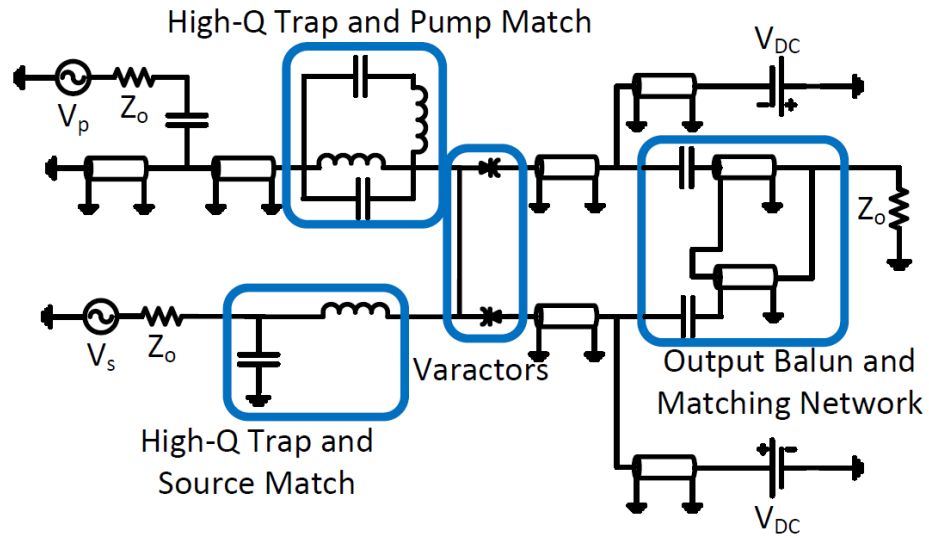 High-Q Trap and Pump Match
V_DC
V_p
Z_o
- +
Z_o
V_s
Z_o
Varactors
Output Balun and
Matching Network
High-Q Trap and
Source Match
+ -
V_DC